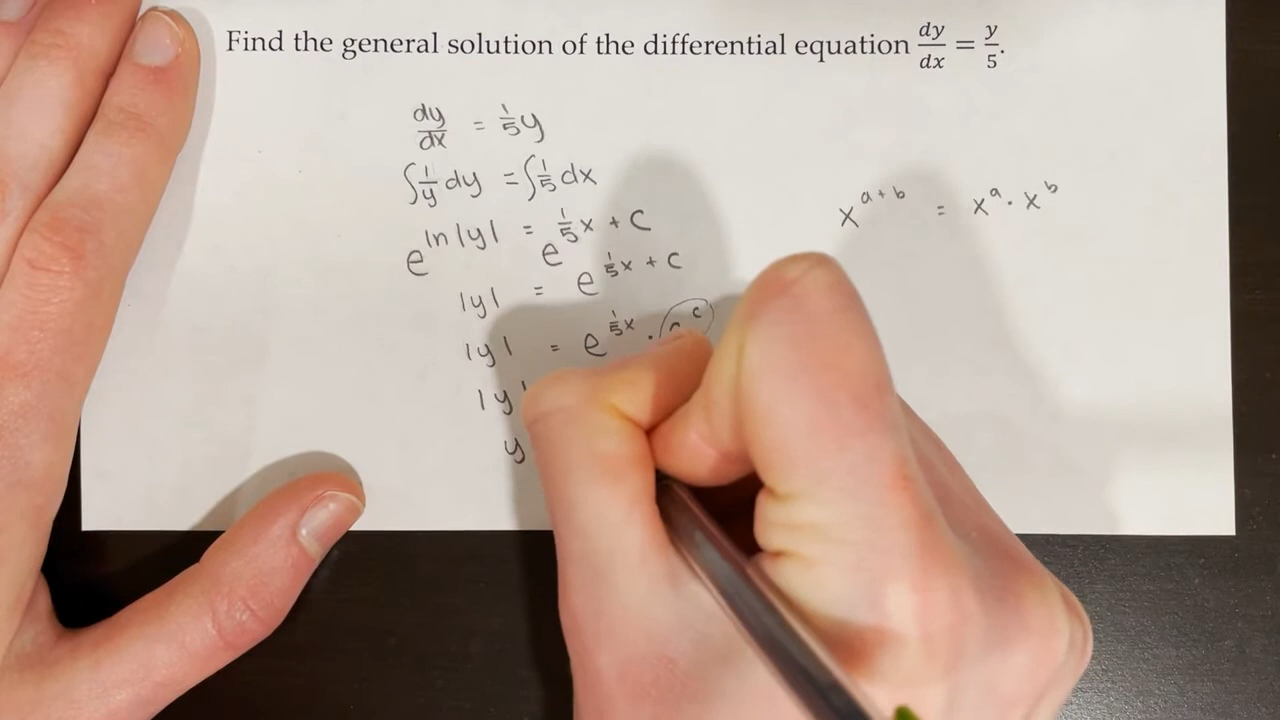 Find the general solution of the differential equation dy/dx = y/5.
dy/dx = 1/5 y
∫ 1/y dy = ∫ 1/5 dx
e^ln|y| = e^1/5 x + C
|y| = e^1/5 x + C
|y| = e^1/5 x · e^c
|y|
y
x^a+b = x^a · x^b